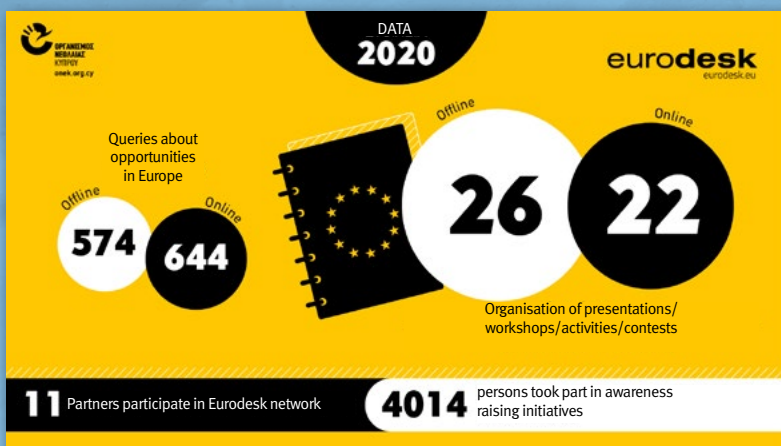 ΟΡΓΑΝΙΣΜΟΣ
ΝΕΟΛΑΙΑΣ
ΚΥΠΡΟΥ
onek.org.cy
DATA
2020
eurodesk
eurodesk.eu
Queries about
opportunities
in Europe
Offline
574
Online
644
Offline
26
Online
22
Organisation of presentations/
workshops/activities/contests
11 Partners participate in Eurodesk network
4014 persons took part in awareness
raising initiatives